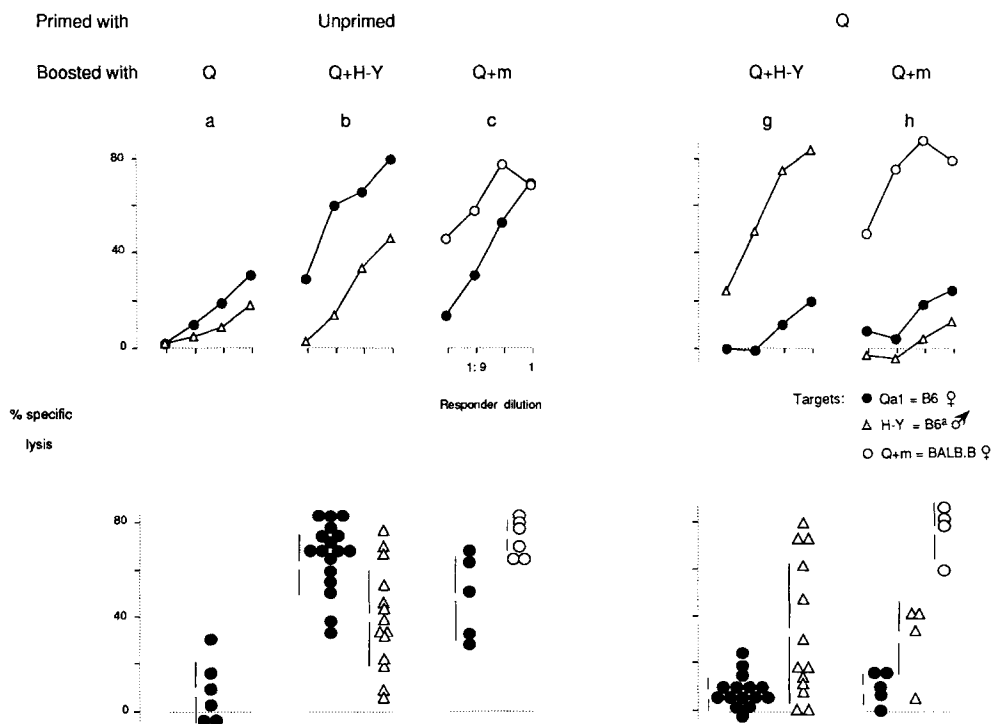 Primed with Unprimed Q
Boosted with Q Q+H-Y Q+m Q+H-Y Q+m
a b c g h
80
40
0
1:9 1
Responder dilution
Targets: ● Qa1 = B6 ♀
△ H-Y = B6ª ♂
○ Q+m = BALB.B ♀
% specific
lysis
80
40
0